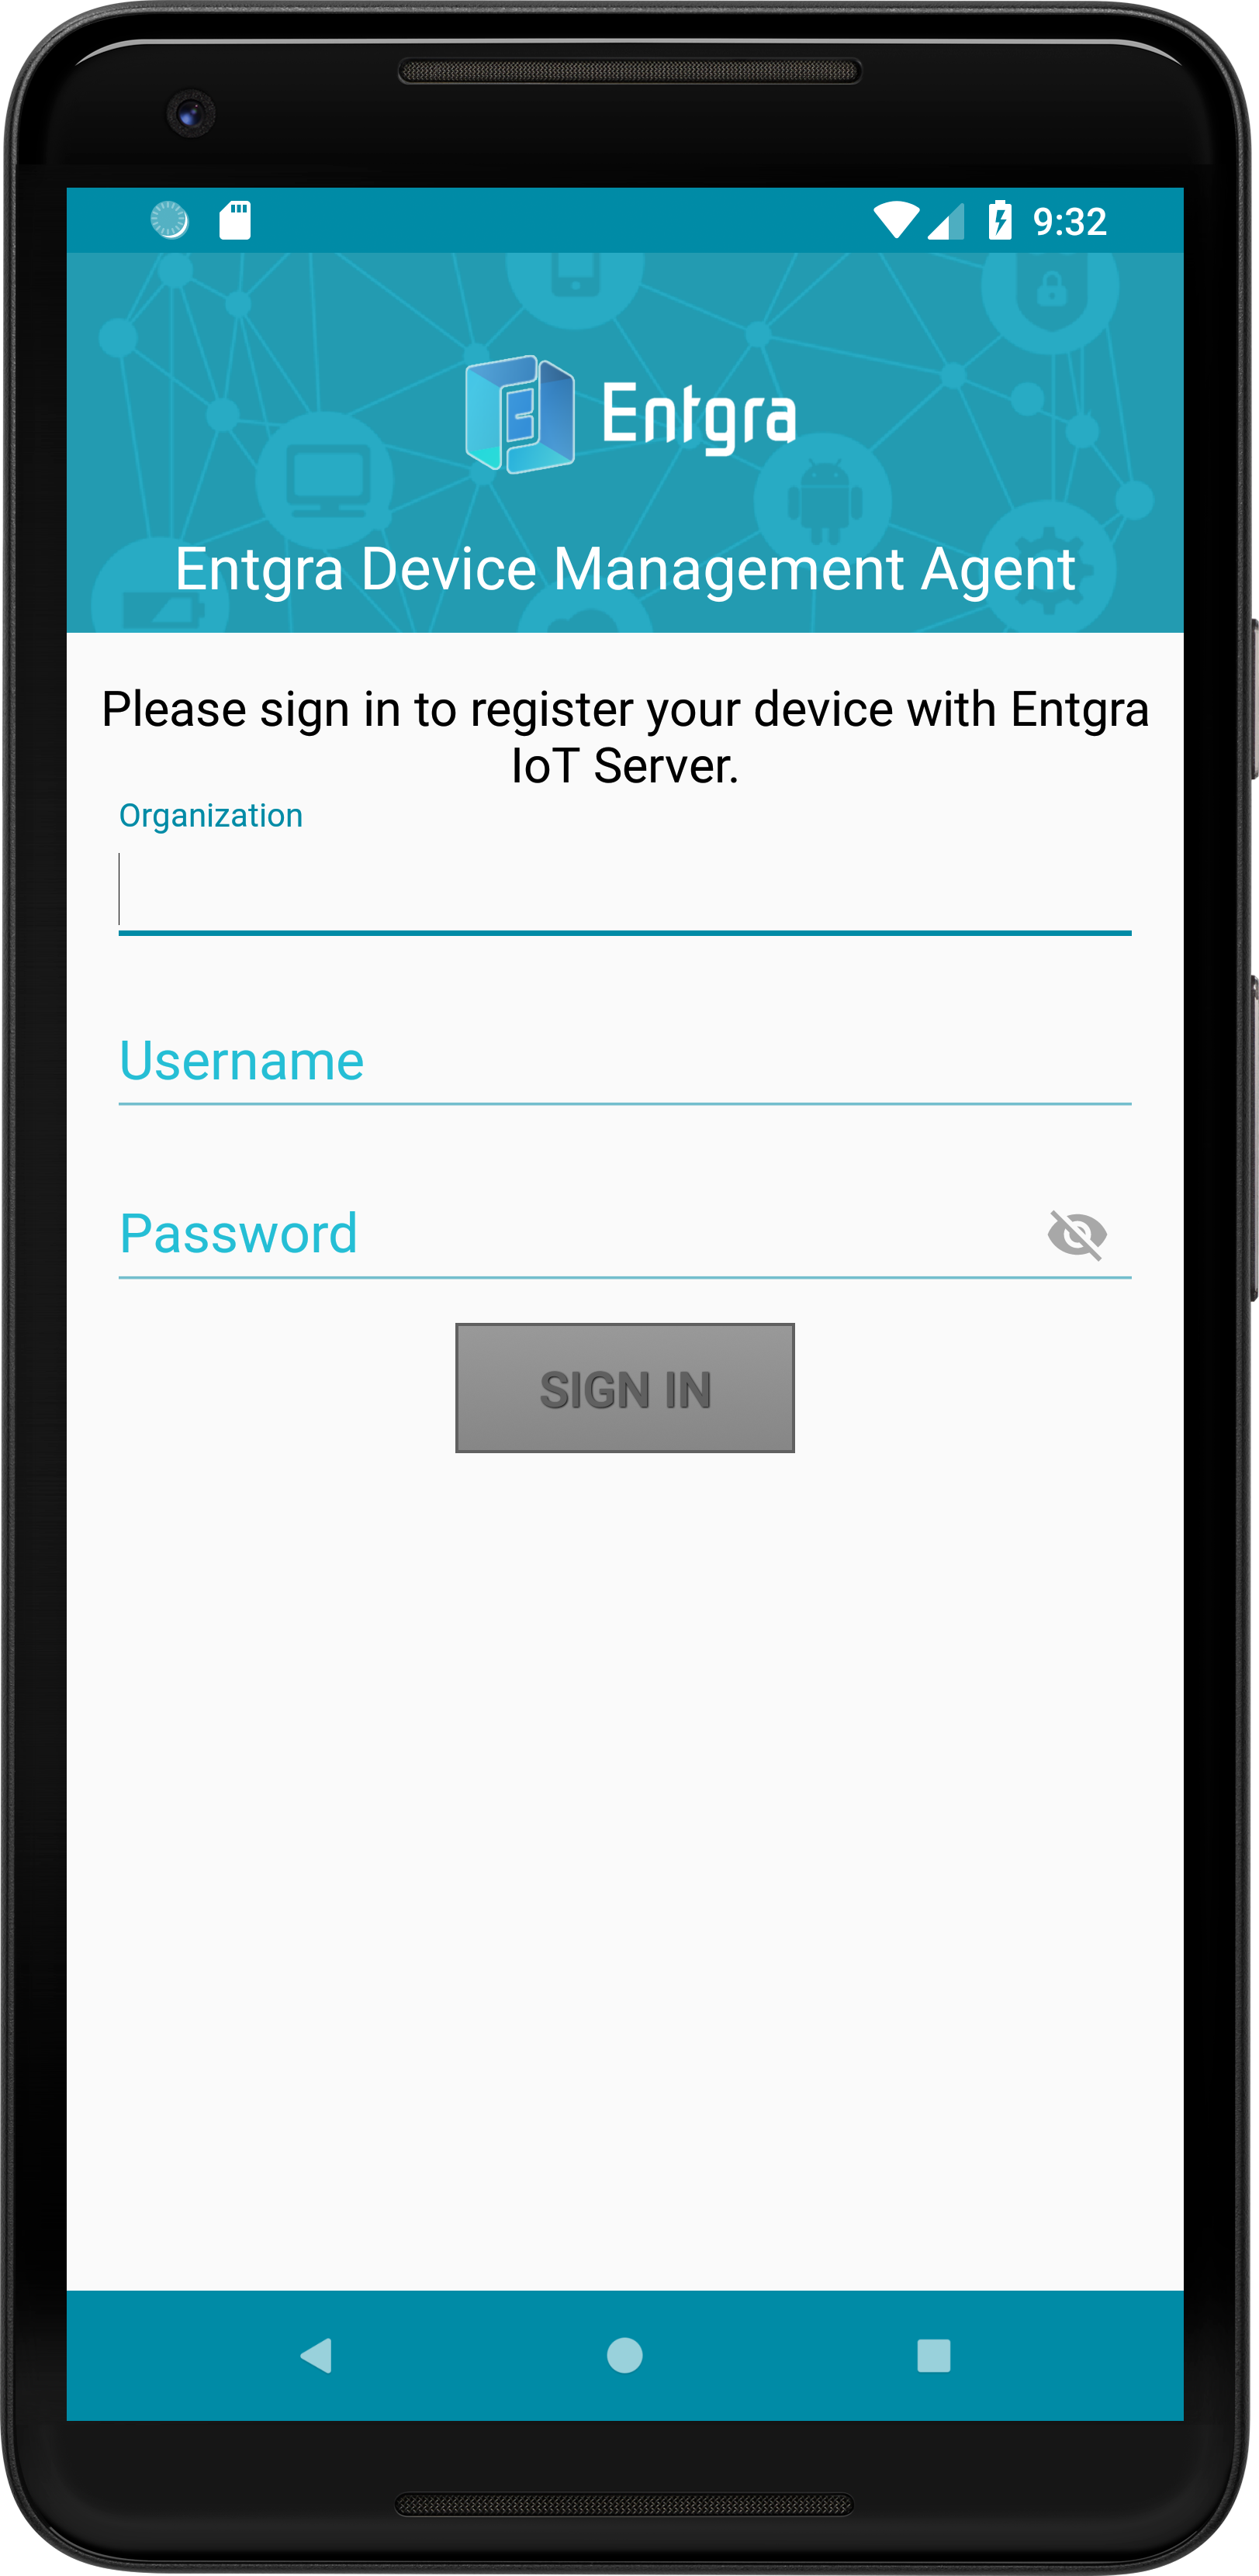 9:32
Entgra
Entgra Device Management Agent
Please sign in to register your device with Entgra
IoT Server.
Organization
Username
Password
SIGN IN